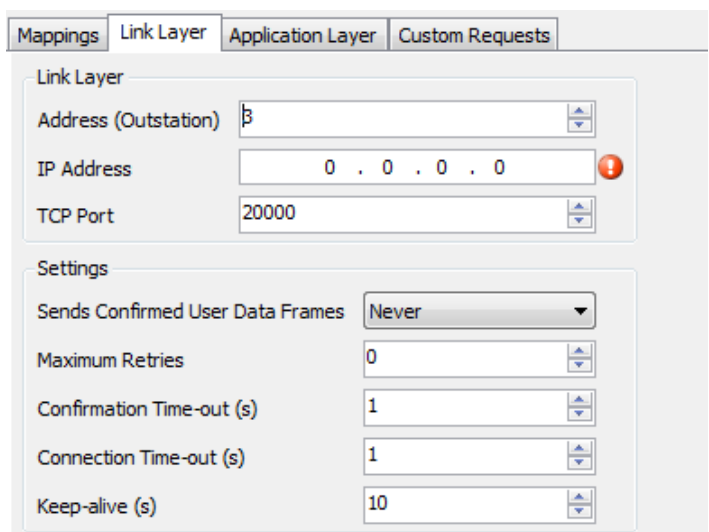 Mappings Link Layer Application Layer Custom Requests
Link Layer
Address (Outstation) 3
IP Address 0 . 0 . 0 . 0
TCP Port 20000
Settings
Sends Confirmed User Data Frames Never
Maximum Retries 0
Confirmation Time-out (s) 1
Connection Time-out (s) 1
Keep-alive (s) 10